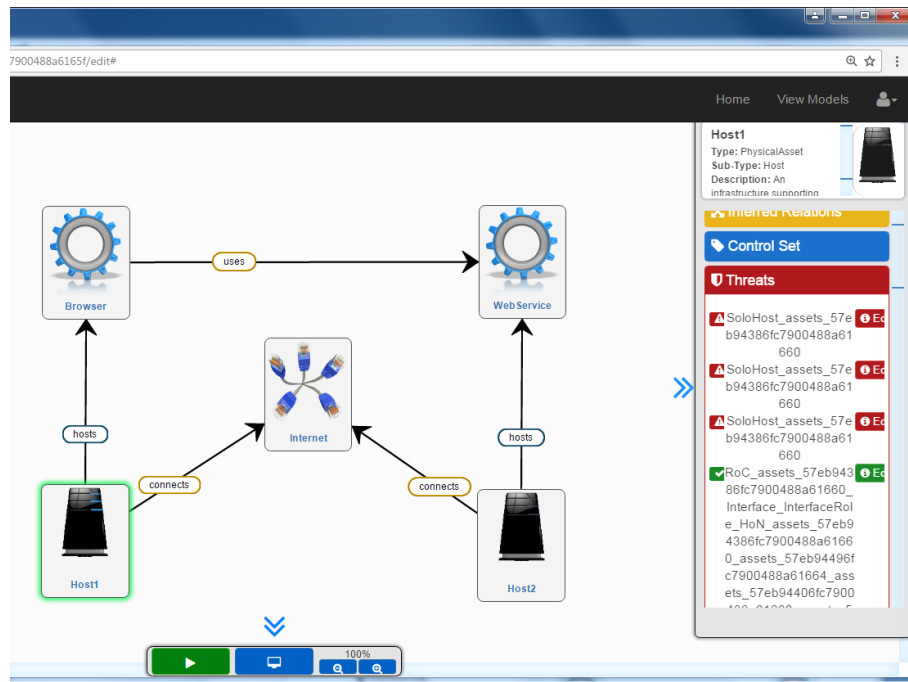 7900488a6165f/edit#
Home View Models
Host1
Type: PhysicalAsset
Sub-Type: Host
Description: An
infrastructure supporting
Inferred Relations
Control Set
Threats
SoloHost_assets_57e
b94386fc7900488a61
660
SoloHost_assets_57e
b94386fc7900488a61
660
SoloHost_assets_57e
b94386fc7900488a61
660
RoC_assets_57eb943
86fc7900488a61660_
Interface_InterfaceRol
e_HoN_assets_57eb9
4386fc7900488a6166
0_assets_57eb94496f
c7900488a61664_ass
ets_57eb94406fc7900
Browser
uses
WebService
hosts
Internet
hosts
connects
connects
Host1
Host2
100%